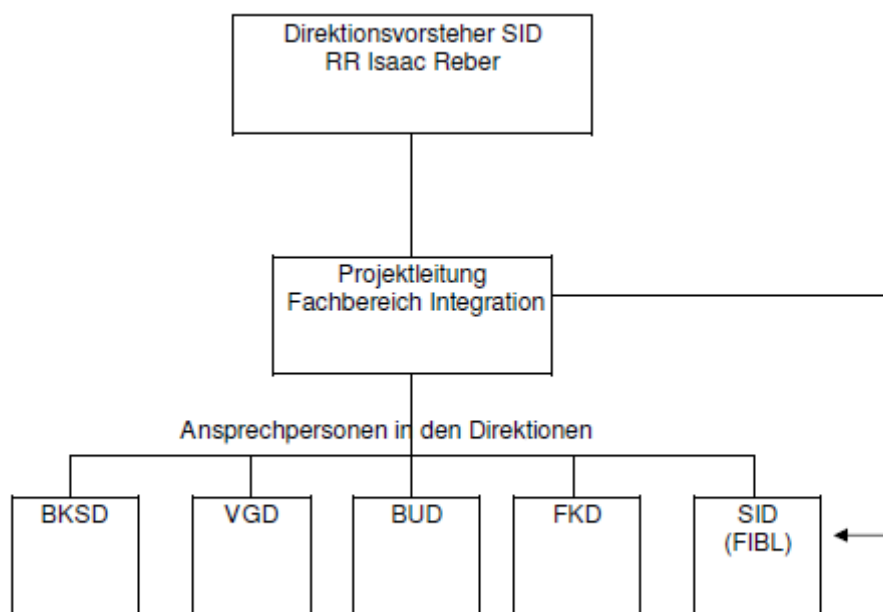 Direktionsvorsteher SID
RR Isaac Reber
Projektleitung
Fachbereich Integration
Ansprechpersonen in den Direktionen
BKSD
VGD
BUD
FKD
SID
(FIBL)